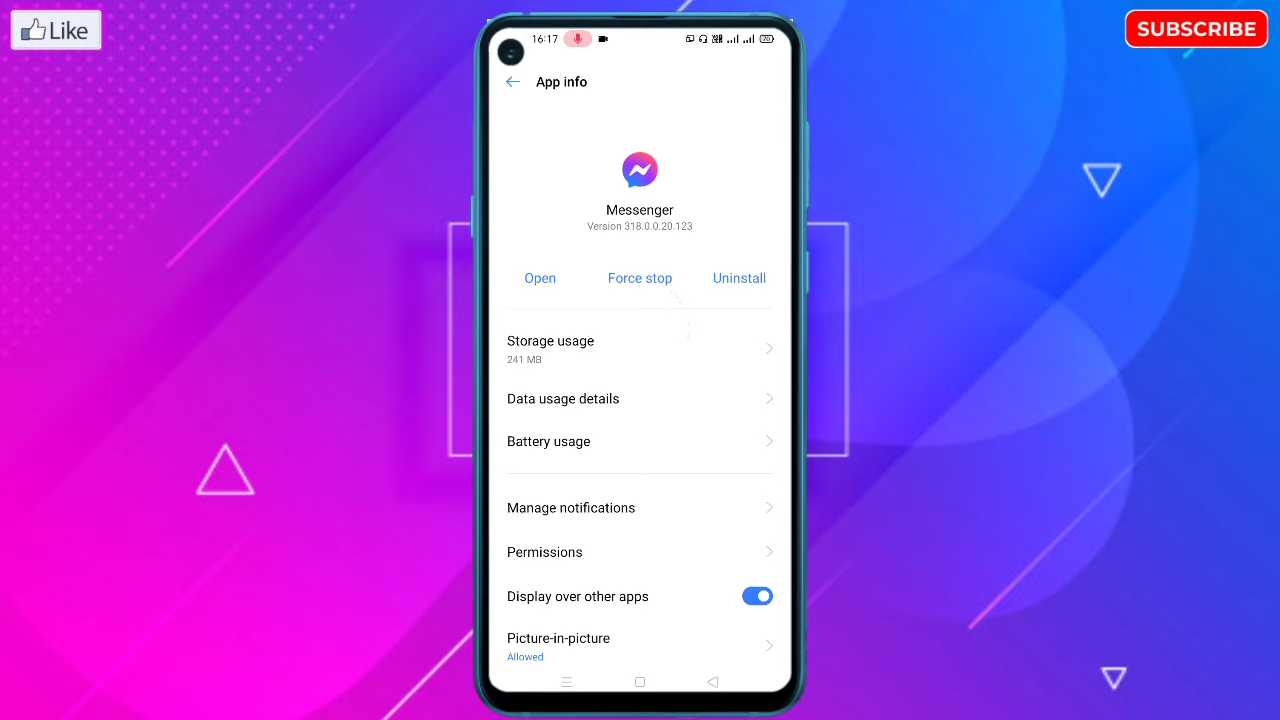 Like
SUBSCRIBE
16:17
70
App info
Messenger
Version 318.0.0.20.123
Open Force stop Uninstall
Storage usage
241 MB
Data usage details
Battery usage
Manage notifications
Permissions
Display over other apps
Picture-in-picture
Allowed